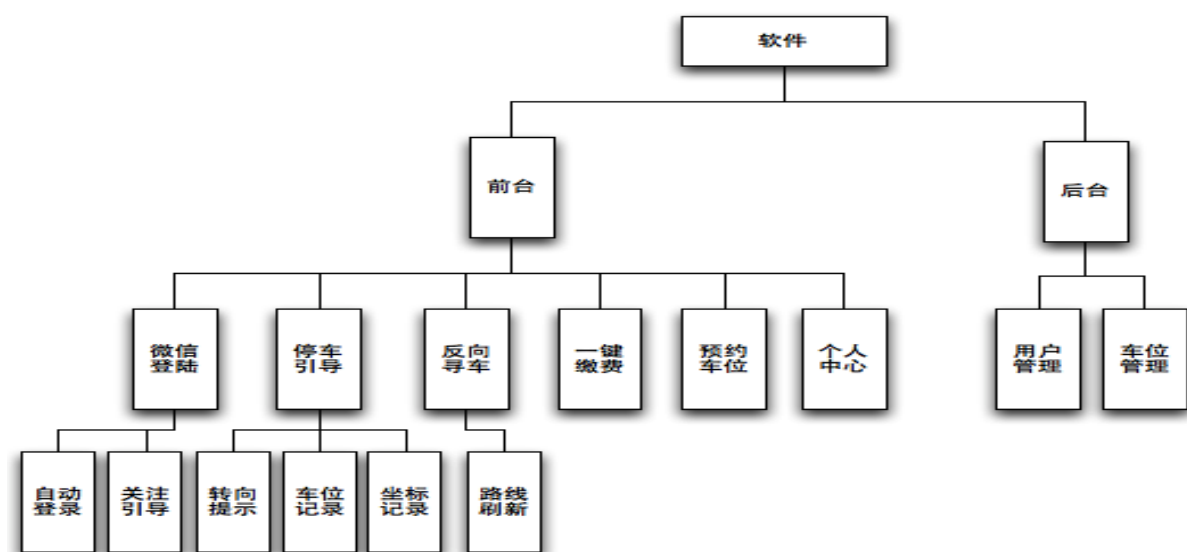 软件
前台
后台
微信
登陆
停车
引导
反向
寻车
一键
缴费
预约
车位
个人
中心
用户
管理
车位
管理
自动
登录
关注
引导
转向
提示
车位
记录
坐标
记录
路线
刷新